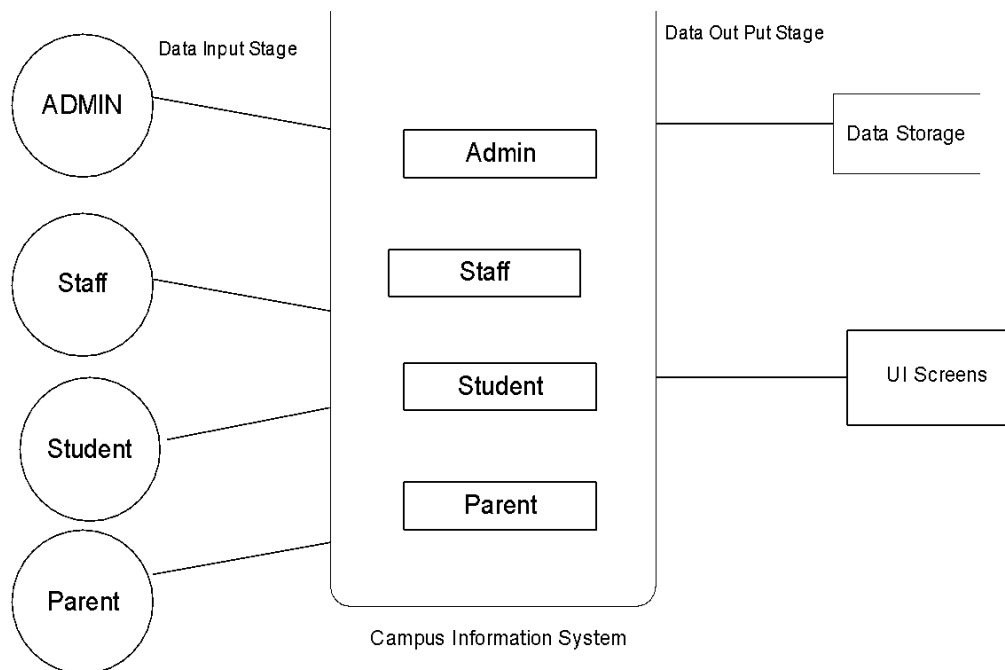 Data Input Stage
Data Out Put Stage
ADMIN
Data Storage
Admin
Staff
Staff
UI Screens
Student
Student
Parent
Parent
Campus Information System